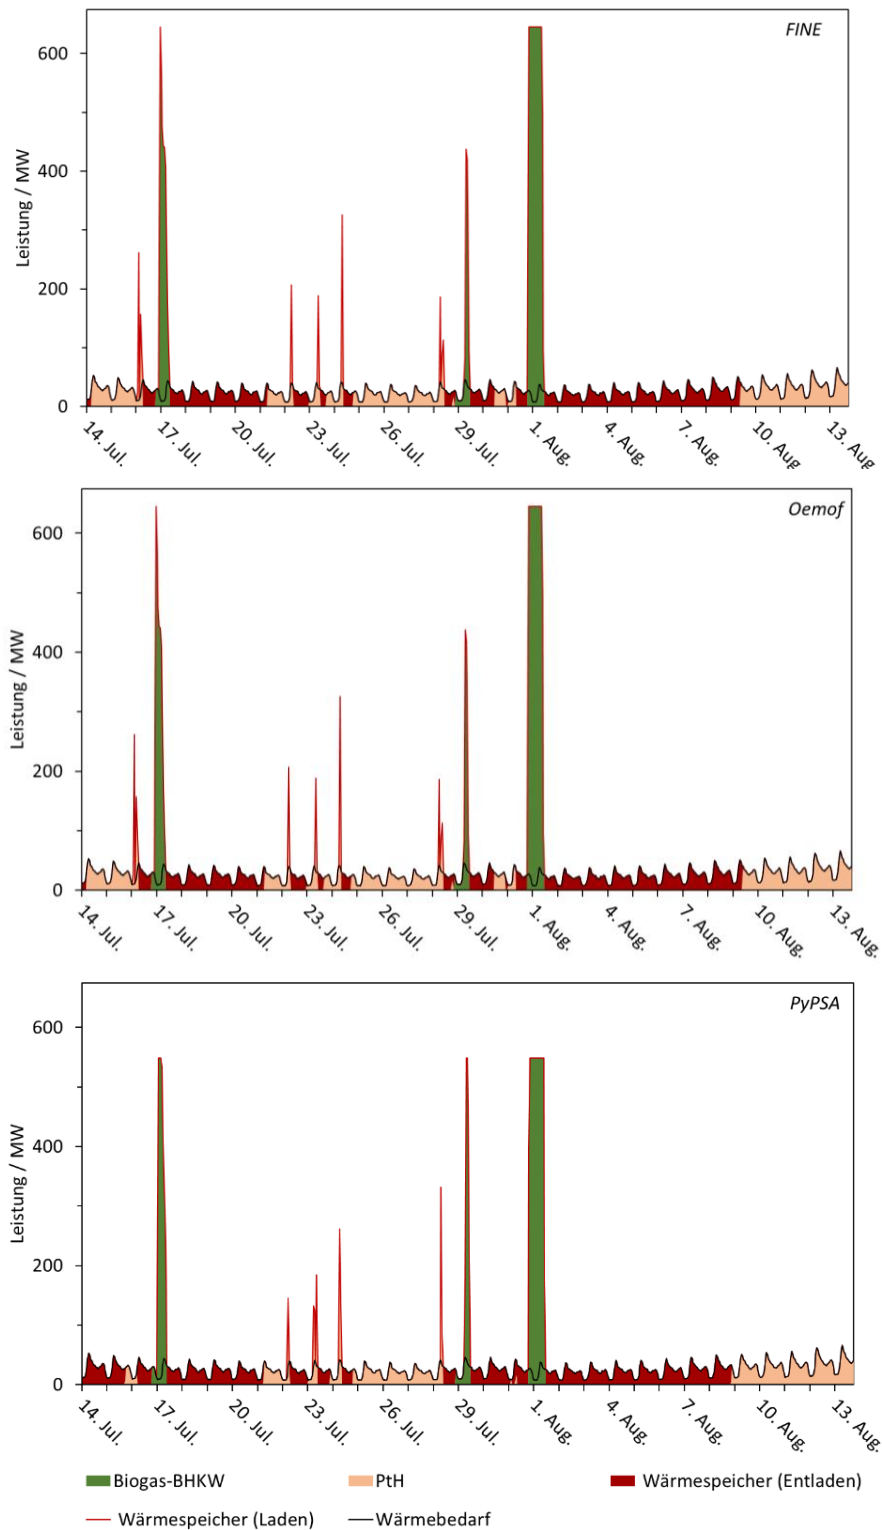 FINE
Leistung / MW
600
400
200
0
14. Jul.
17. Jul.
20. Jul.
23. Jul.
26. Jul.
29. Jul.
1. Aug.
4. Aug.
7. Aug.
10. Aug
13. Aug
Oemof
Leistung / MW
600
400
200
0
14. Jul.
17. Jul.
20. Jul.
23. Jul.
26. Jul.
29. Jul.
1. Aug.
4. Aug.
7. Aug.
10. Aug.
13. Aug.
PyPSA
Leistung / MW
600
400
200
0
14. Jul.
17. Jul.
20. Jul.
23. Jul.
26. Jul.
29. Jul.
1. Aug.
4. Aug.
7. Aug.
10. Aug.
13. Aug.
Biogas-BHKW PtH Wärmespeicher (Entladen)
Wärmespeicher (Laden) Wärmebedarf